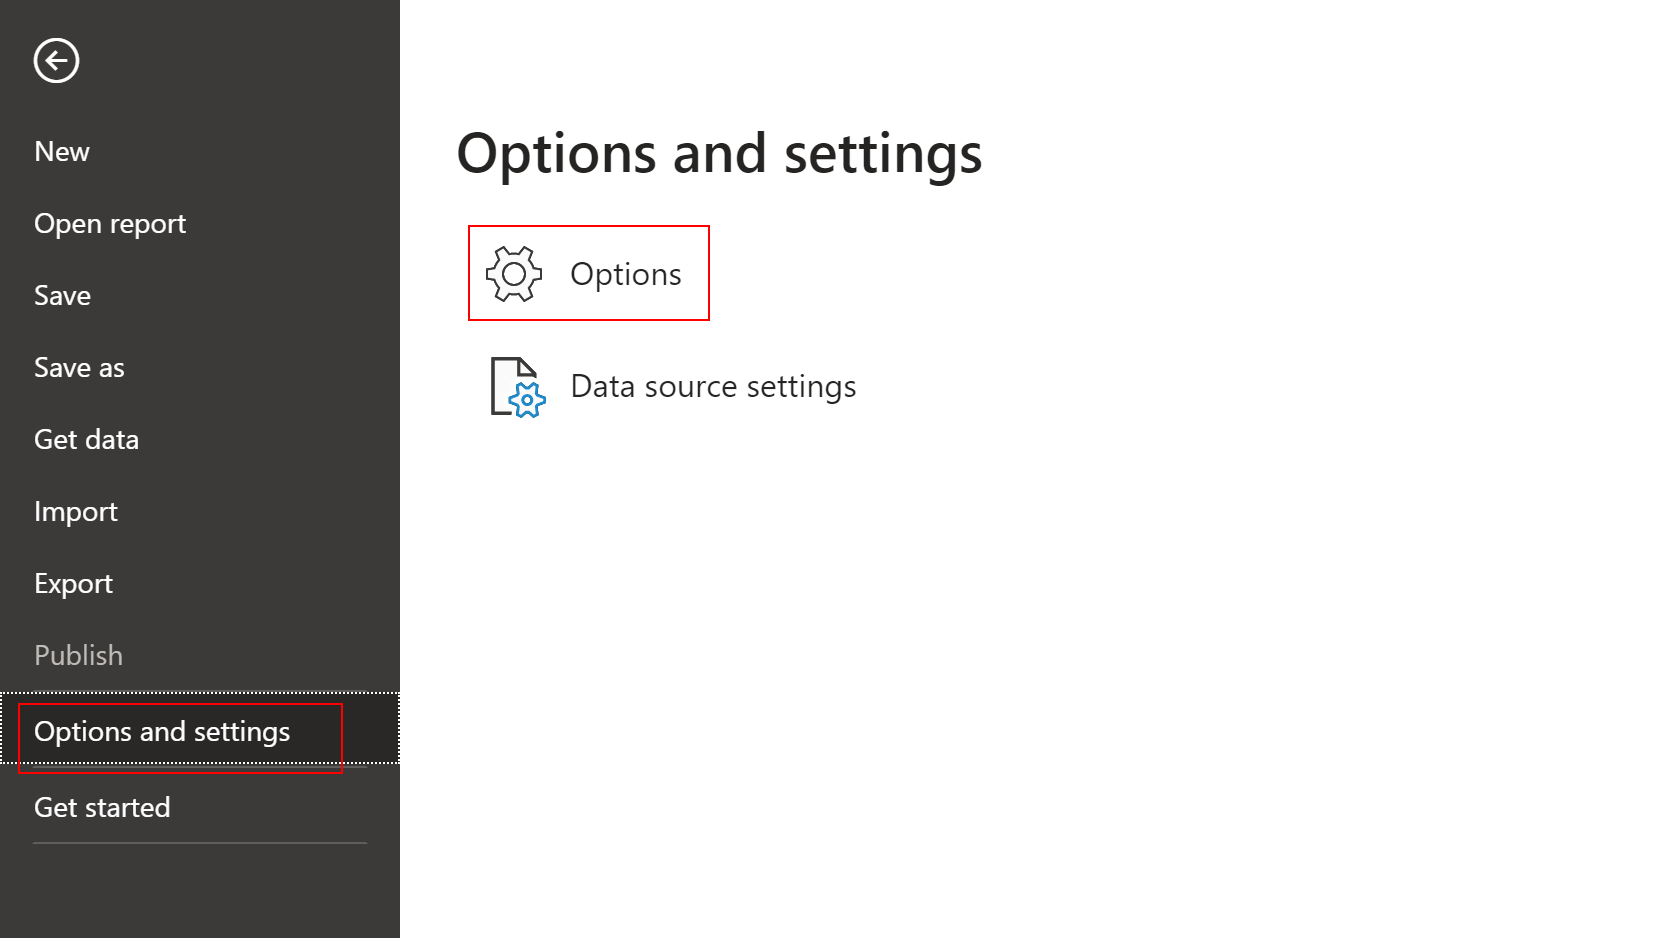 New
Open report
Save
Save as
Get data
Import
Export
Publish
Options and settings
Get started
Options and settings
Options
Data source settings